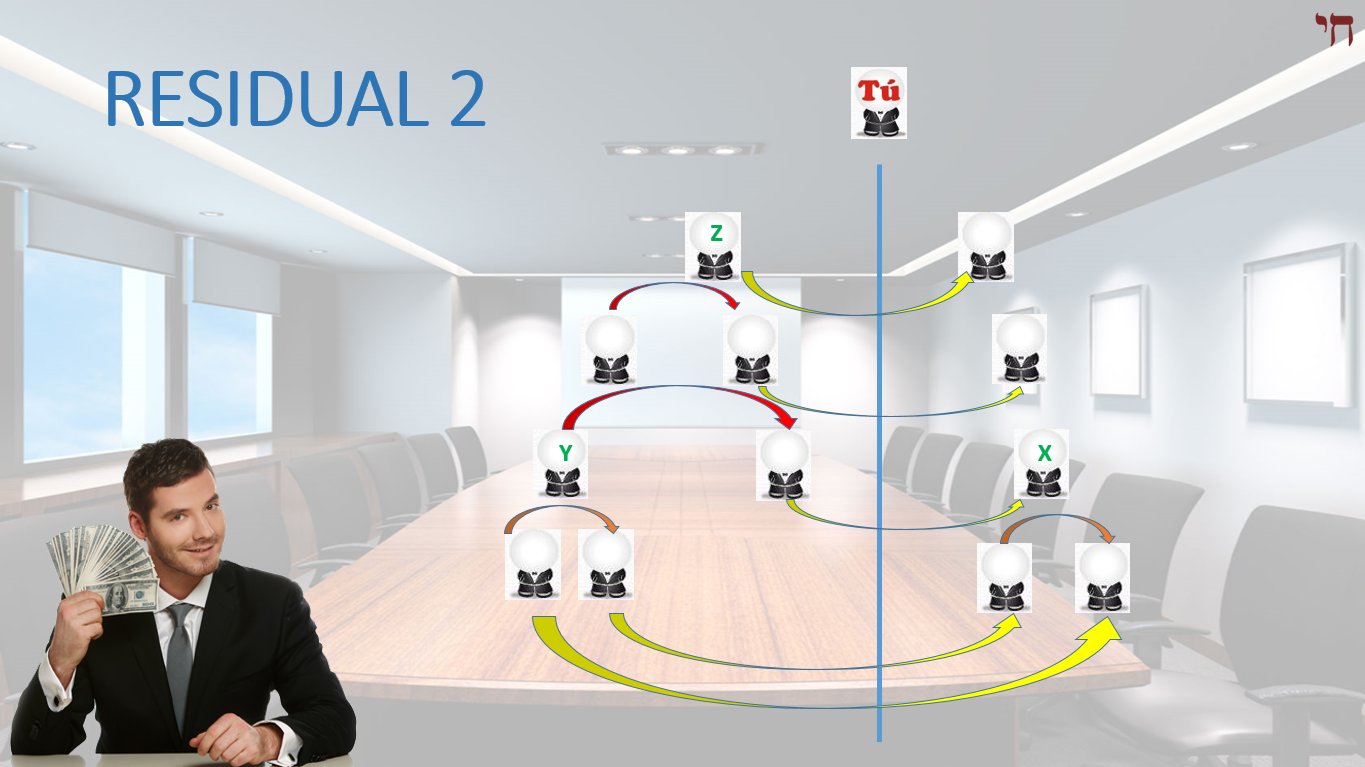 חי
RESIDUAL 2
Tú
Z
Y
X